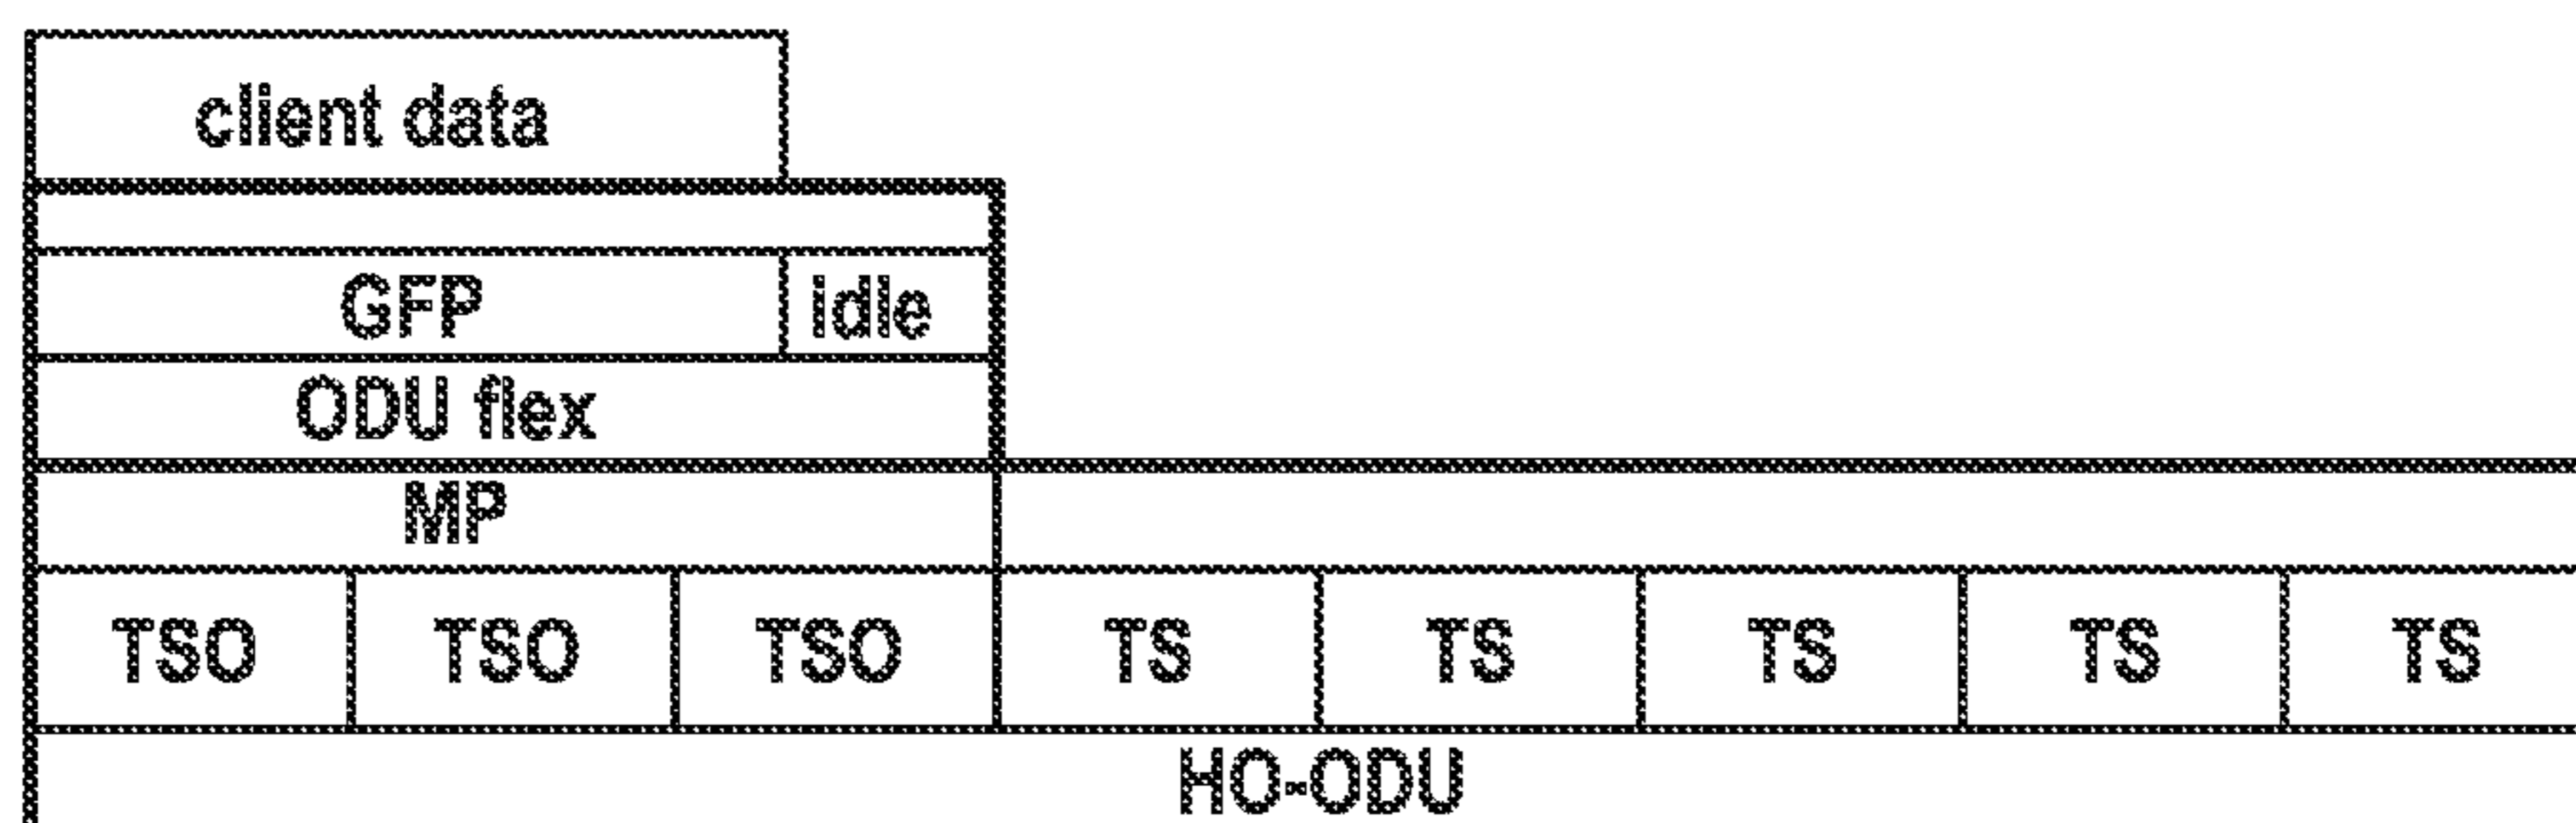 client data
GFP idle
ODU flex
MP
TSO TSO TSO TS TS TS TS TS
HO-ODU